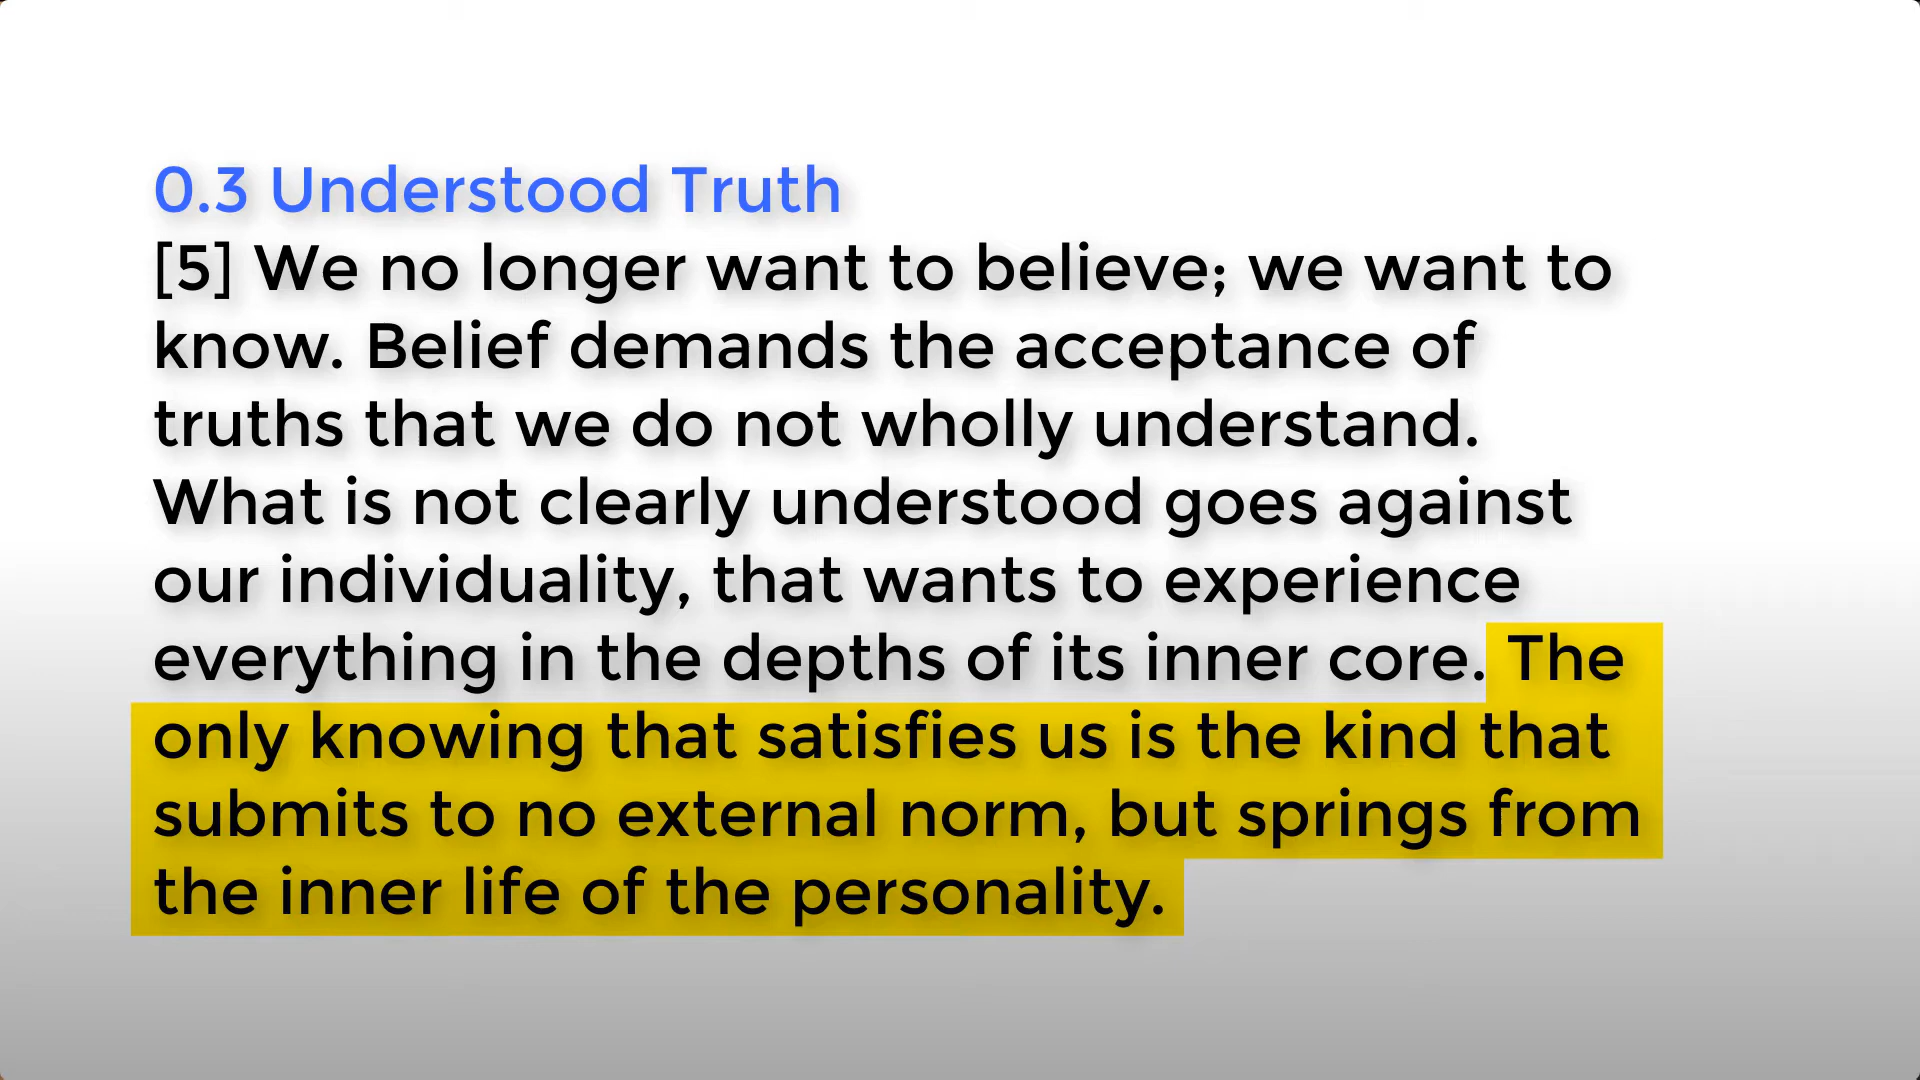 0.3 Understood Truth
[5] We no longer want to believe; we want to
know. Belief demands the acceptance of
truths that we do not wholly understand.
What is not clearly understood goes against
our individuality, that wants to experience
everything in the depths of its inner core. The
only knowing that satisfies us is the kind that
submits to no external norm, but springs from
the inner life of the personality.